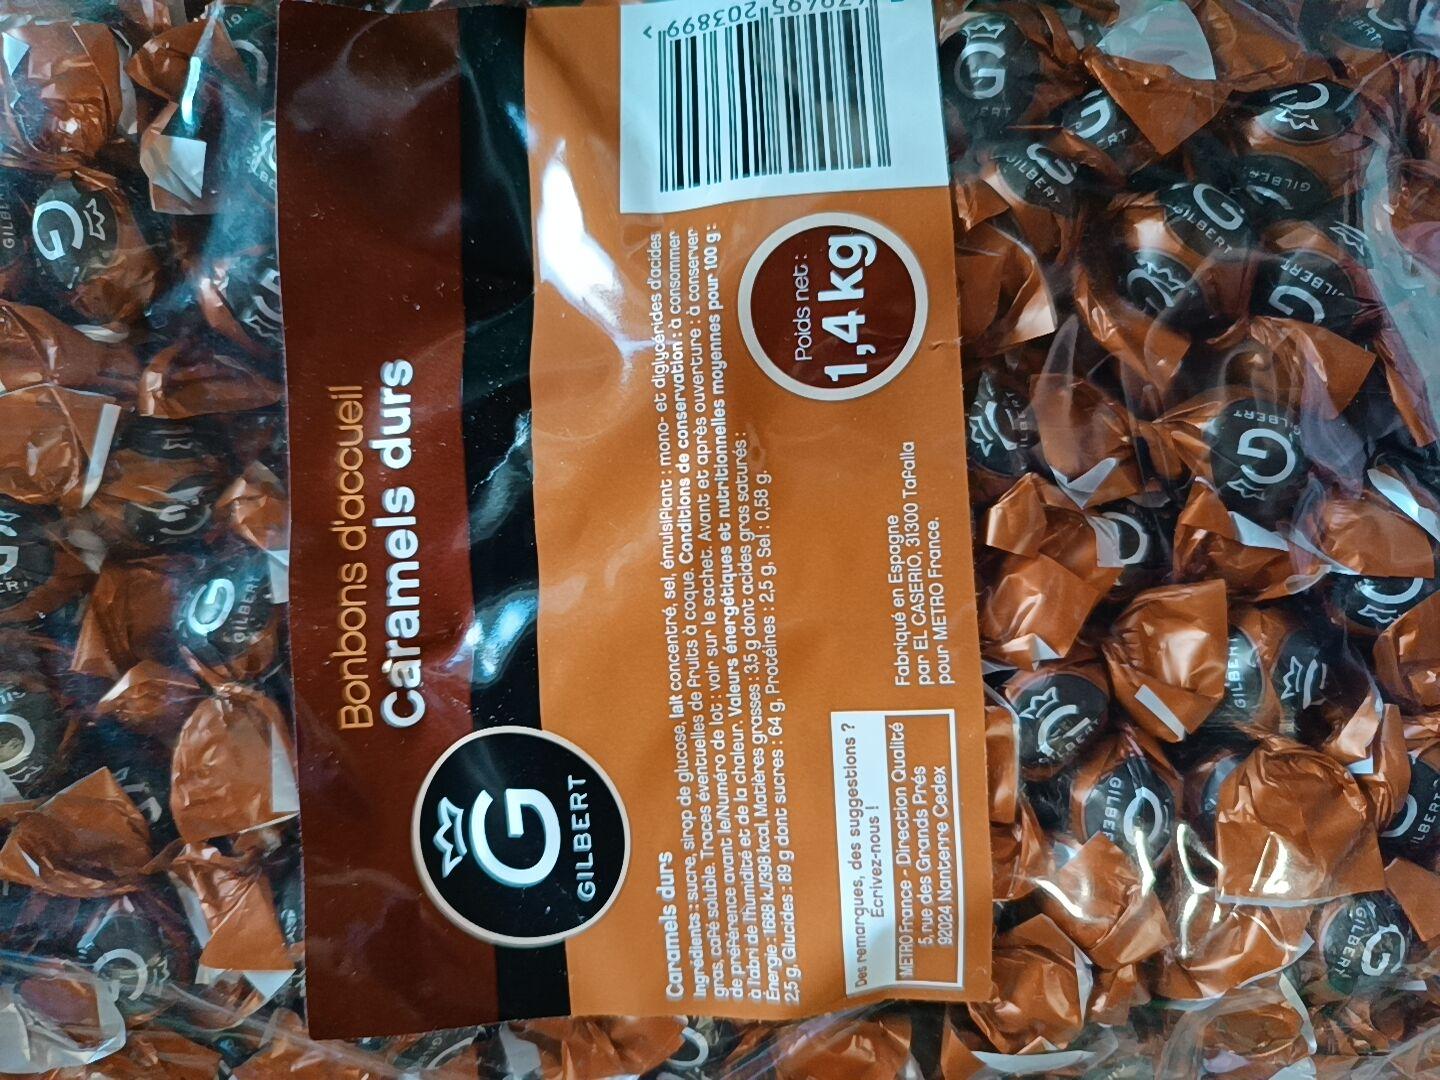 Bonbons d'accueil
Caramels durs
G
GILBERT
Caramels durs
Ingrédients : sucre, sirop de glucose, lait concentré, sel, émulsifiant : mono- et diglycérides d'acides
gras, café soluble. Traces éventuelles de fruits à coque. Conditions de conservation : à consommer
de préférence avant le/Numéro de lot : voir sur le sachet. Avant et après ouverture : à conserver
à l'abri de l'humidité et de la chaleur. Valeurs énergétiques et nutritionnelles moyennes pour 100 g :
Énergie : 1688 kJ/398 kcal, Matières grasses : 3,5 g dont acides gras saturés :
2,5 g, Glucides : 89 g dont sucres : 64 g, Protéines : 2,5 g, Sel : 0,58 g.
Poids net :
1,4 kg
Des remarques, des suggestions ?
Écrivez-nous !
METRO France - Direction Qualité
5, rue des Grands Prés
92024 Nanterre Cedex
Fabriqué en Espagne
par EL CASERIO, 31300 Tafalla
pour METRO France.
203899 >